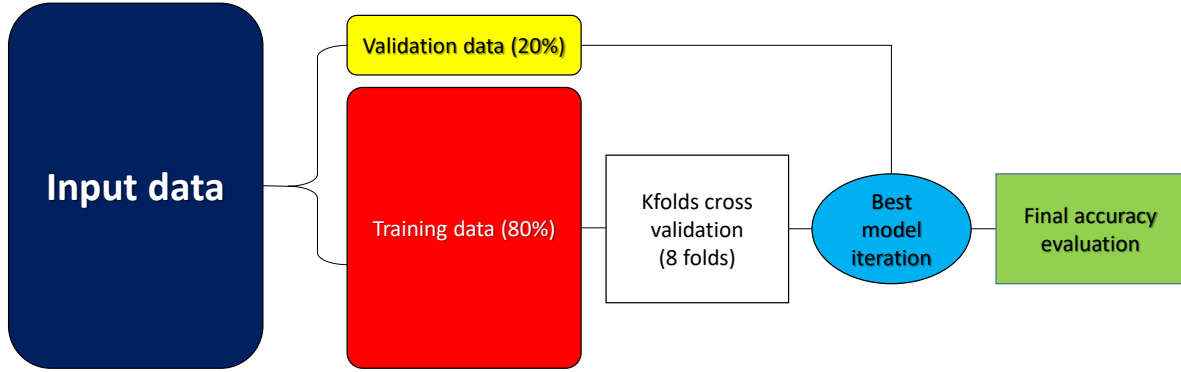 Input data
Validation data (20%)
Training data (80%)
Kfolds cross
validation
(8 folds)
Best
model
iteration
Final accuracy
evaluation